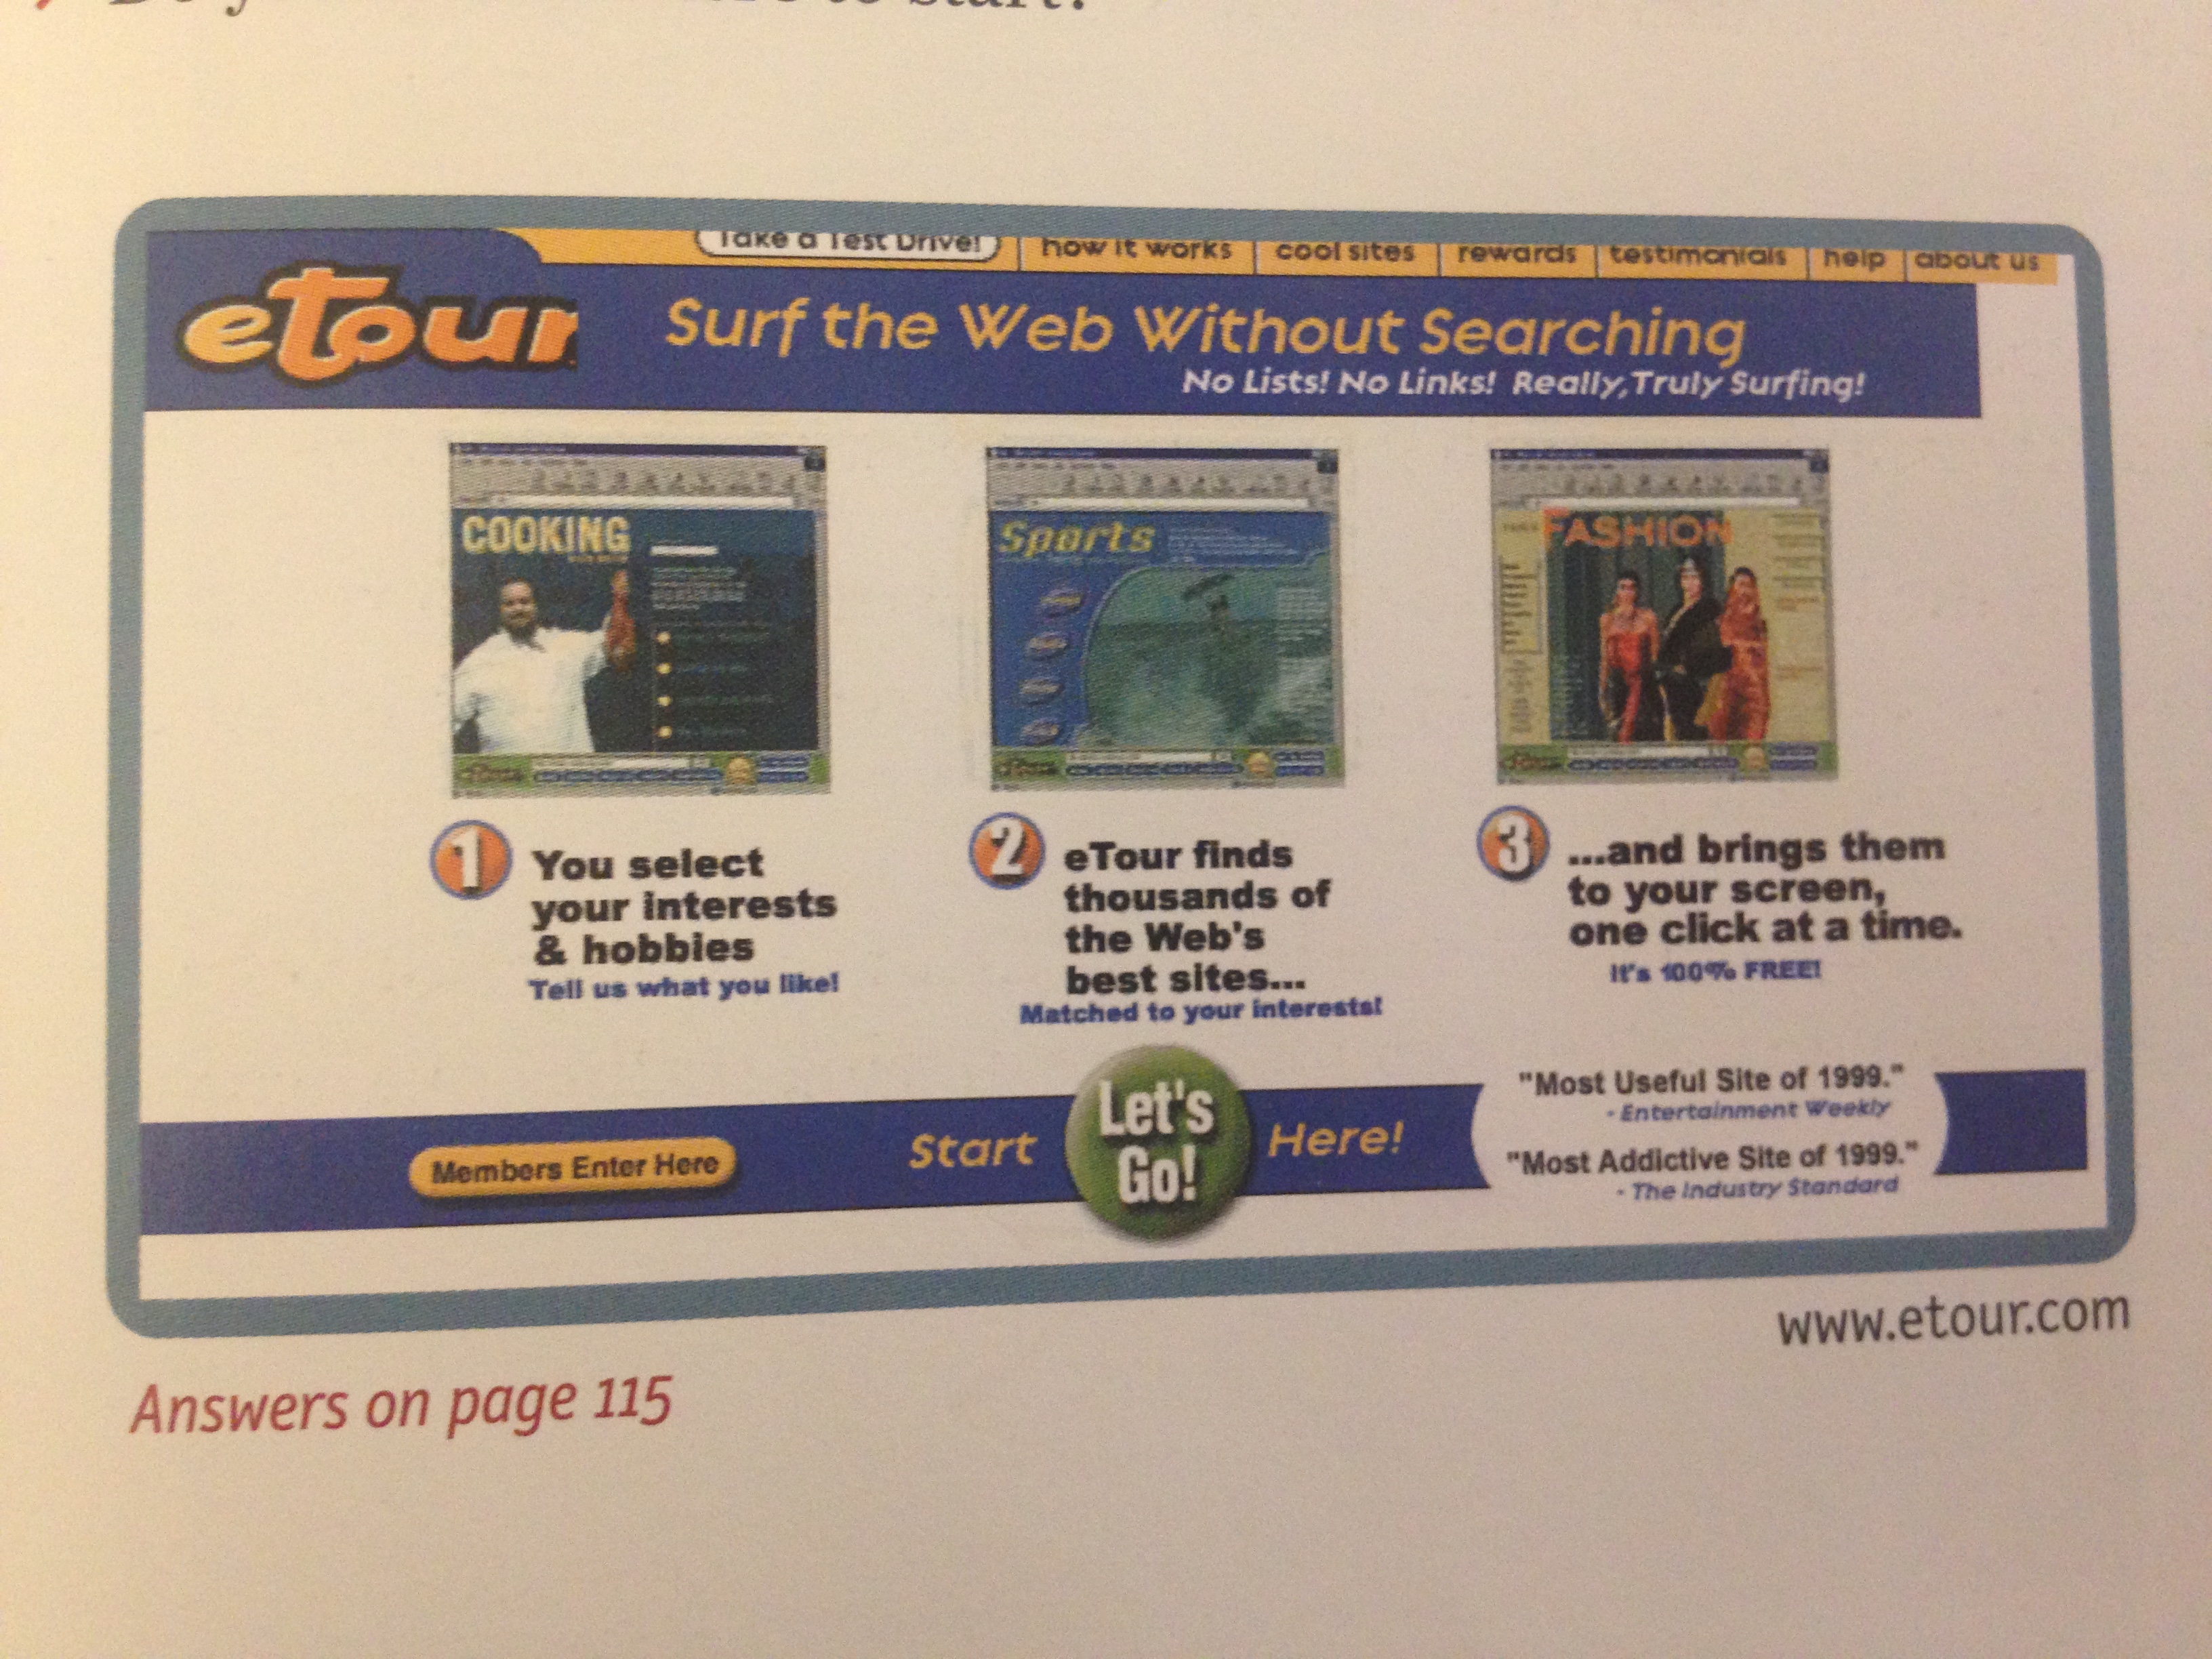 to start?
Take a Test Drive! how it works cool sites rewards testimonials help about us
eTour
Surf the Web Without Searching
No Lists! No Links! Really, Truly Surfing!
COOKING
Sports
FASHION
1 You select
your interests
& hobbies
Tell us what you like!
2 eTour finds
thousands of
the Web's
best sites...
Matched to your interests!
3 ...and brings them
to your screen,
one click at a time.
It's 100% FREE!
Members Enter Here
Start Let's Go! Here!
"Most Useful Site of 1999."
- Entertainment Weekly
"Most Addictive Site of 1999."
- The Industry Standard
www.etour.com
Answers on page 115